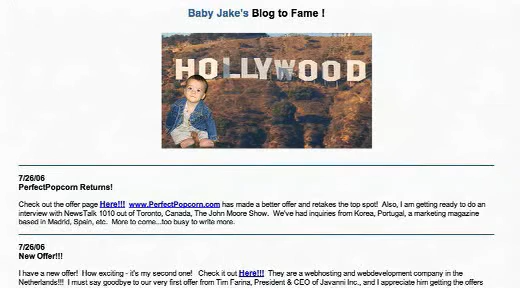 Baby Jake's Blog to Fame !
HOLLYWOOD
7/26/06
PerfectPopcorn Returns!
Check out the offer page Here!!! www.PerfectPopcorn.com has made a better offer and retakes the top spot! Also, I am getting ready to do an
interview with NewsTalk 1010 out of Toronto, Canada, The John Moore Show. We've had inquiries from Korea, Portugal, a marketing magazine
based in Madrid, Spain, etc. More to come...too busy to write more.
7/26/06
New Offer!!!
I have a new offer! How exciting - it's my second one! Check it out Here!!! They are a webhosting and webdevelopment company in the
Netherlands!!! I must say goodbye to our very first offer from Tim Farina, President & CEO of Javanni Inc., and I appreciate him getting the offers